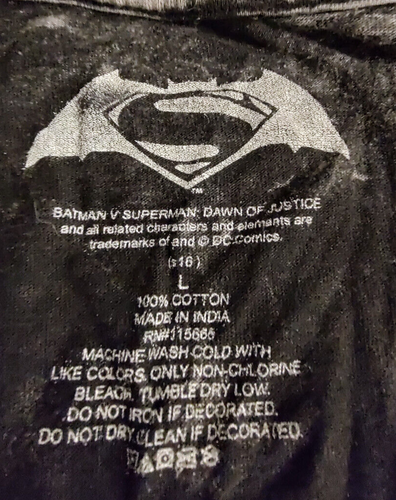 ™
BATMAN V SUPERMAN: DAWN OF JUSTICE
and all related characters and elements are
trademarks of and © DC Comics.
(s16)
L
100% COTTON
MADE IN INDIA
RN#115666
MACHINE WASH COLD WITH
LIKE COLORS. ONLY NON-CHLORINE
BLEACH. TUMBLE DRY LOW.
DO NOT IRON IF DECORATED.
DO NOT DRY CLEAN IF DECORATED.